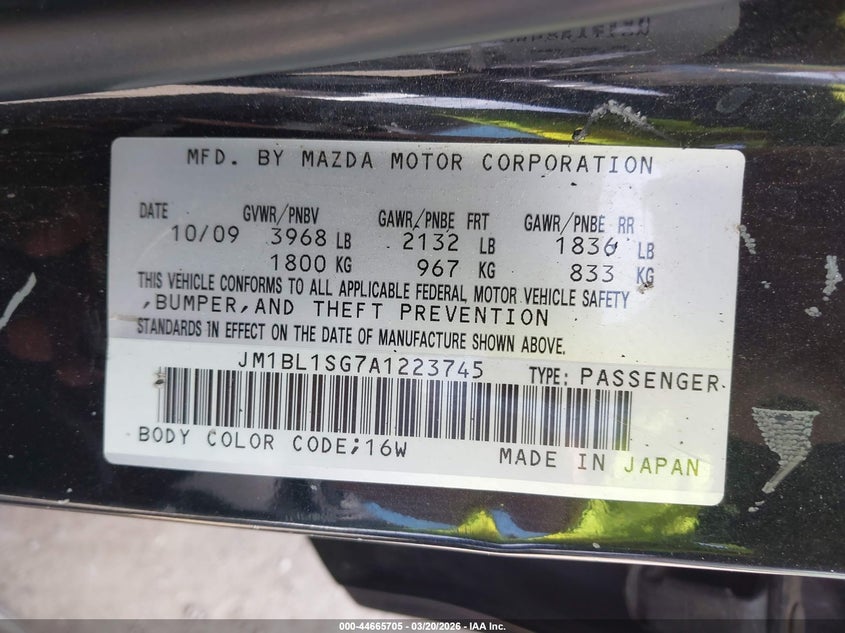 MFD. BY MAZDA MOTOR CORPORATION
DATE GVWR/PNBV GAWR/PNBE FRT GAWR/PNBE RR
10/09 3968 LB 2132 LB 1836 LB
1800 KG 967 KG 833 KG
THIS VEHICLE CONFORMS TO ALL APPLICABLE FEDERAL MOTOR VEHICLE SAFETY
,BUMPER,AND THEFT PREVENTION
STANDARDS IN EFFECT ON THE DATE OF MANUFACTURE SHOWN ABOVE.
JM1BL1SG7A1223745 TYPE: PASSENGER
BODY COLOR CODE;16W MADE IN JAPAN
000-44665705 - 03/20/2026 - IAA, Inc.